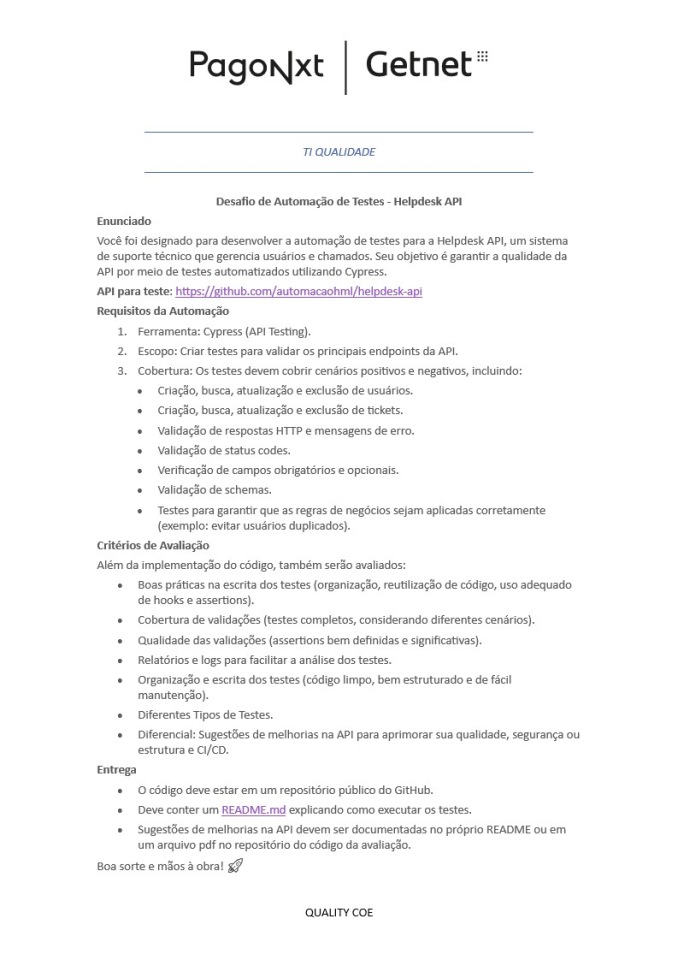 PagoNxt | Getnet
TI QUALIDADE
Desafio de Automação de Testes - Helpdesk API
Enunciado
Você foi designado para desenvolver a automação de testes para a Helpdesk API, um sistema
de suporte técnico que gerencia usuários e chamados. Seu objetivo é garantir a qualidade da
API por meio de testes automatizados utilizando Cypress.
API para teste: https://github.com/automacaohml/helpdesk-api
Requisitos da Automação
1. Ferramenta: Cypress (API Testing).
2. Escopo: Criar testes para validar os principais endpoints da API.
3. Cobertura: Os testes devem cobrir cenários positivos e negativos, incluindo:
• Criação, busca, atualização e exclusão de usuários.
• Criação, busca, atualização e exclusão de tickets.
• Validação de respostas HTTP e mensagens de erro.
• Validação de status codes.
• Verificação de campos obrigatórios e opcionais.
• Validação de schemas.
• Testes para garantir que as regras de negócios sejam aplicadas corretamente
(exemplo: evitar usuários duplicados).
Critérios de Avaliação
Além da implementação do código, também serão avaliados:
• Boas práticas na escrita dos testes (organização, reutilização de código, uso adequado
de hooks e assertions).
• Cobertura de validações (testes completos, considerando diferentes cenários).
• Qualidade das validações (assertions bem definidas e significativas).
• Relatórios e logs para facilitar a análise dos testes.
• Organização e escrita dos testes (código limpo, bem estruturado e de fácil
manutenção).
• Diferentes Tipos de Testes.
• Diferencial: Sugestões de melhorias na API para aprimorar sua qualidade, segurança ou
estrutura e CI/CD.
Entrega
• O código deve estar em um repositório público do GitHub.
• Deve conter um README.md explicando como executar os testes.
• Sugestões de melhorias na API devem ser documentadas no próprio README ou em
um arquivo pdf no repositório do código da avaliação.
Boa sorte e mãos à obra! 🚀
QUALITY COE